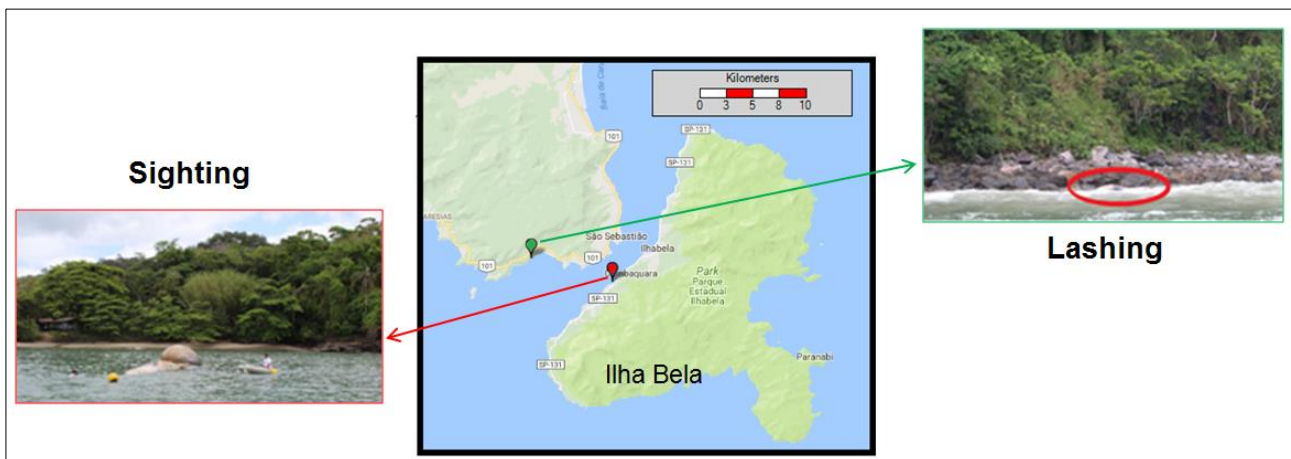 Sighting
Lashing
Kilometers
0 3 5 8 10
SP-131
101
SP-131
São Sebastião
Ilhabela
101
101
SP-131
Park
Parque
Estadual
Ilhabela
SP-131
Paranabi
Ilha Bela